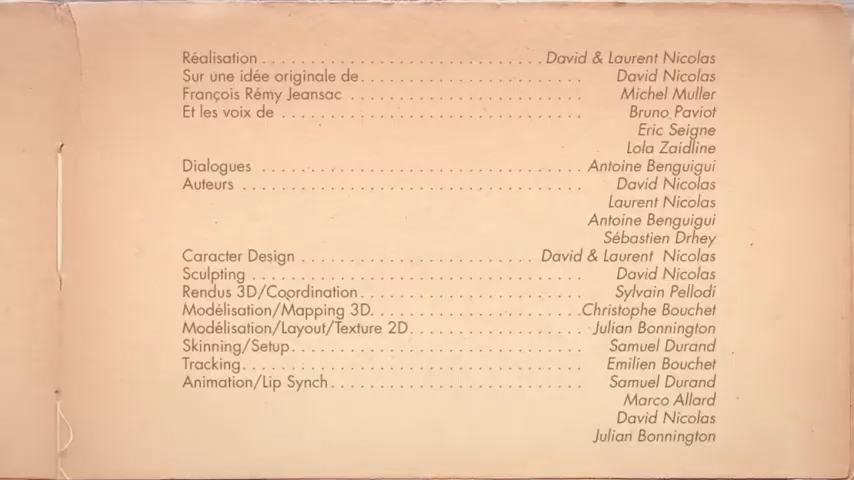 Réalisation . . . . . . . . . . . . . . . . . . . . . . . . . . . . David & Laurent Nicolas
Sur une idée originale de. . . . . . . . . . . . . . . . . . . . . David Nicolas
François Rémy Jeansac . . . . . . . . . . . . . . . . . . . . . . Michel Muller
Et les voix de . . . . . . . . . . . . . . . . . . . . . . . . . . . . Bruno Paviot
Eric Seigne
Lola Zaidline
Dialogues . . . . . . . . . . . . . . . . . . . . . . . . . . . . . . Antoine Benguigui
Auteurs . . . . . . . . . . . . . . . . . . . . . . . . . . . . . . . . David Nicolas
Laurent Nicolas
Antoine Benguigui
Sébastien Drhey
Caracter Design . . . . . . . . . . . . . . . . . . . . . . David & Laurent Nicolas
Sculpting . . . . . . . . . . . . . . . . . . . . . . . . . . . . . . . David Nicolas
Rendus 3D/Coordination . . . . . . . . . . . . . . . . . . . . . Sylvain Pellodi
Modélisation/Mapping 3D. . . . . . . . . . . . . . . . . . . . .Christophe Bouchet
Modélisation/Layout/Texture 2D. . . . . . . . . . . . . . . . . Julian Bonnington
Skinning/Setup. . . . . . . . . . . . . . . . . . . . . . . . . . . . Samuel Durand
Tracking. . . . . . . . . . . . . . . . . . . . . . . . . . . . . . . . Emilien Bouchet
Animation/Lip Synch . . . . . . . . . . . . . . . . . . . . . . . . Samuel Durand
Marco Allard
David Nicolas
Julian Bonnington